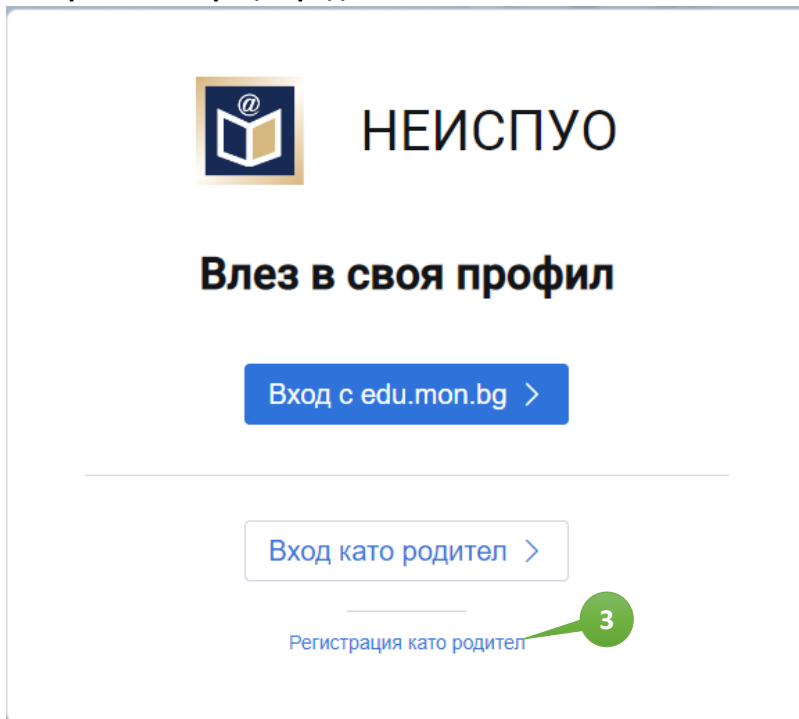 @
НЕИСПУО
Влез в своя профил
Вход с edu.mon.bg
Вход като родител
Регистрация като родител
3